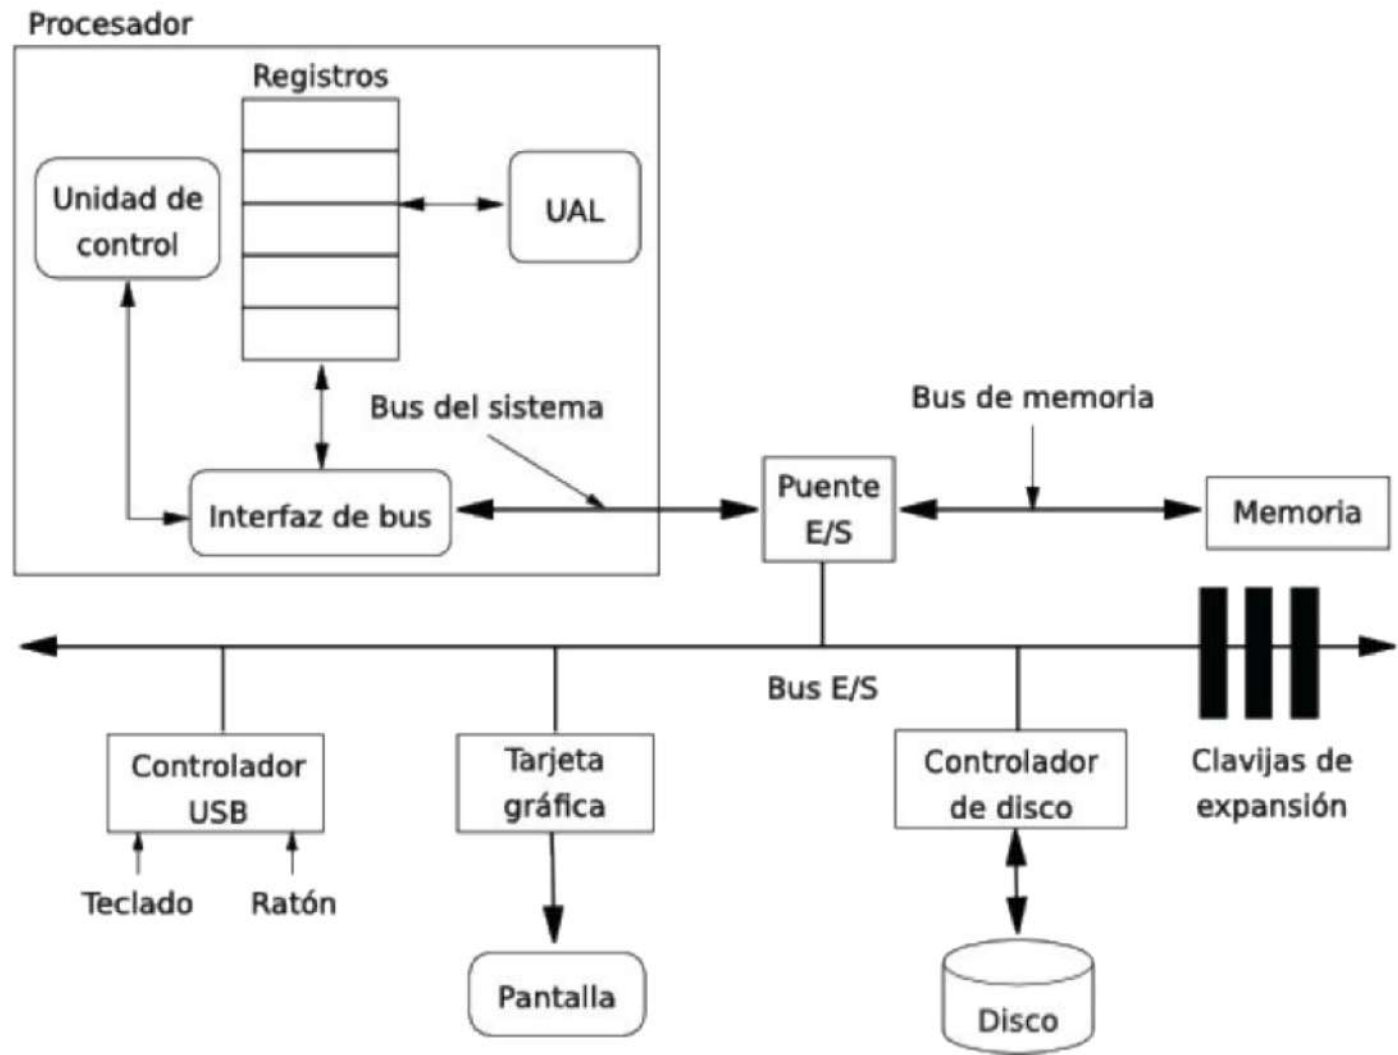 Procesador
Registros
Unidad de
control
UAL
Bus del sistema
Interfaz de bus
Bus de memoria
Puente
E/S
Memoria
Bus E/S
Controlador
USB
Tarjeta
gráfica
Controlador
de disco
Clavijas de
expansión
Teclado
Ratón
Pantalla
Disco